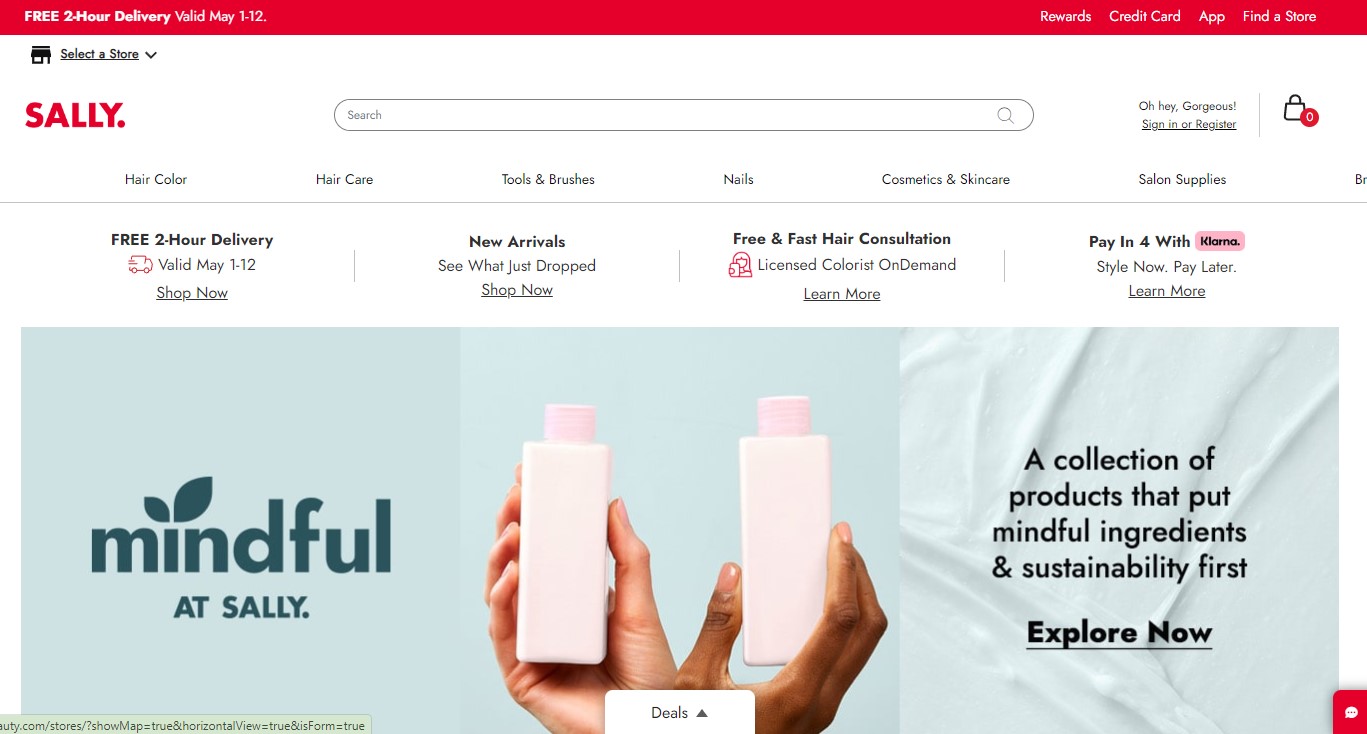 FREE 2-Hour Delivery Valid May 1-12.
Rewards Credit Card App Find a Store
Select a Store
SALLY.
Search
Oh hey, Gorgeous!
Sign in or Register
0
Hair Color Hair Care Tools & Brushes Nails Cosmetics & Skincare Salon Supplies Br
FREE 2-Hour Delivery
Valid May 1-12
Shop Now
New Arrivals
See What Just Dropped
Shop Now
Free & Fast Hair Consultation
Licensed Colorist OnDemand
Learn More
Pay In 4 With Klarna.
Style Now. Pay Later.
Learn More
mindful
AT SALLY.
A collection of
products that put
mindful ingredients
& sustainability first
Explore Now
Deals
auty.com/stores/?showMap=true&horizontalView=true&isForm=true